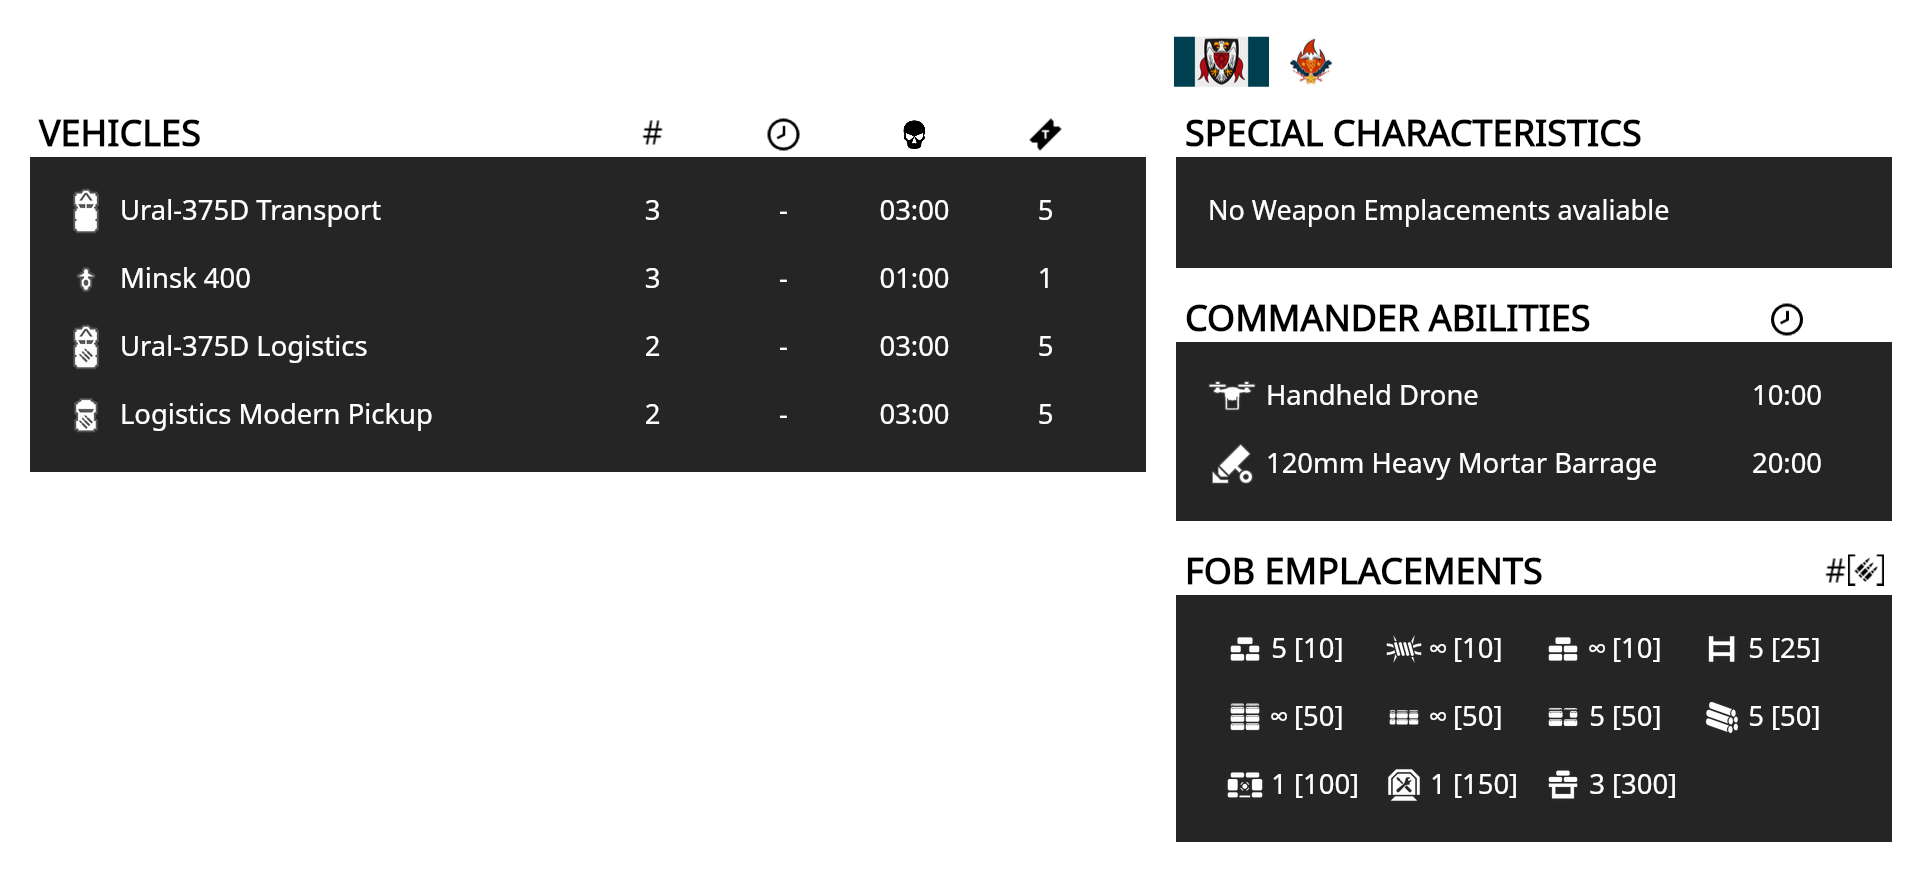 VEHICLES #
Ural-375D Transport 3 - 03:00 5
Minsk 400 3 - 01:00 1
Ural-375D Logistics 2 - 03:00 5
Logistics Modern Pickup 2 - 03:00 5
SPECIAL CHARACTERISTICS
No Weapon Emplacements avaliable
COMMANDER ABILITIES
Handheld Drone 10:00
120mm Heavy Mortar Barrage 20:00
FOB EMPLACEMENTS #[]
5 [10] ∞ [10] ∞ [10] 5 [25]
∞ [50] ∞ [50] 5 [50] 5 [50]
1 [100] 1 [150] 3 [300]